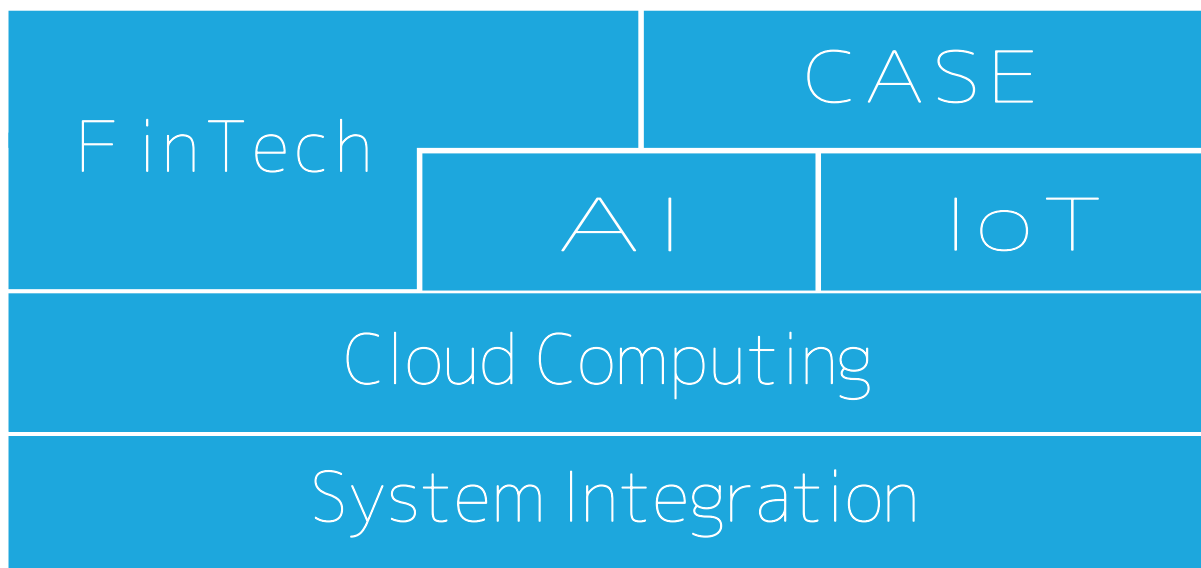 CASE
FinTech
AI
IoT
Cloud Computing
System Integration